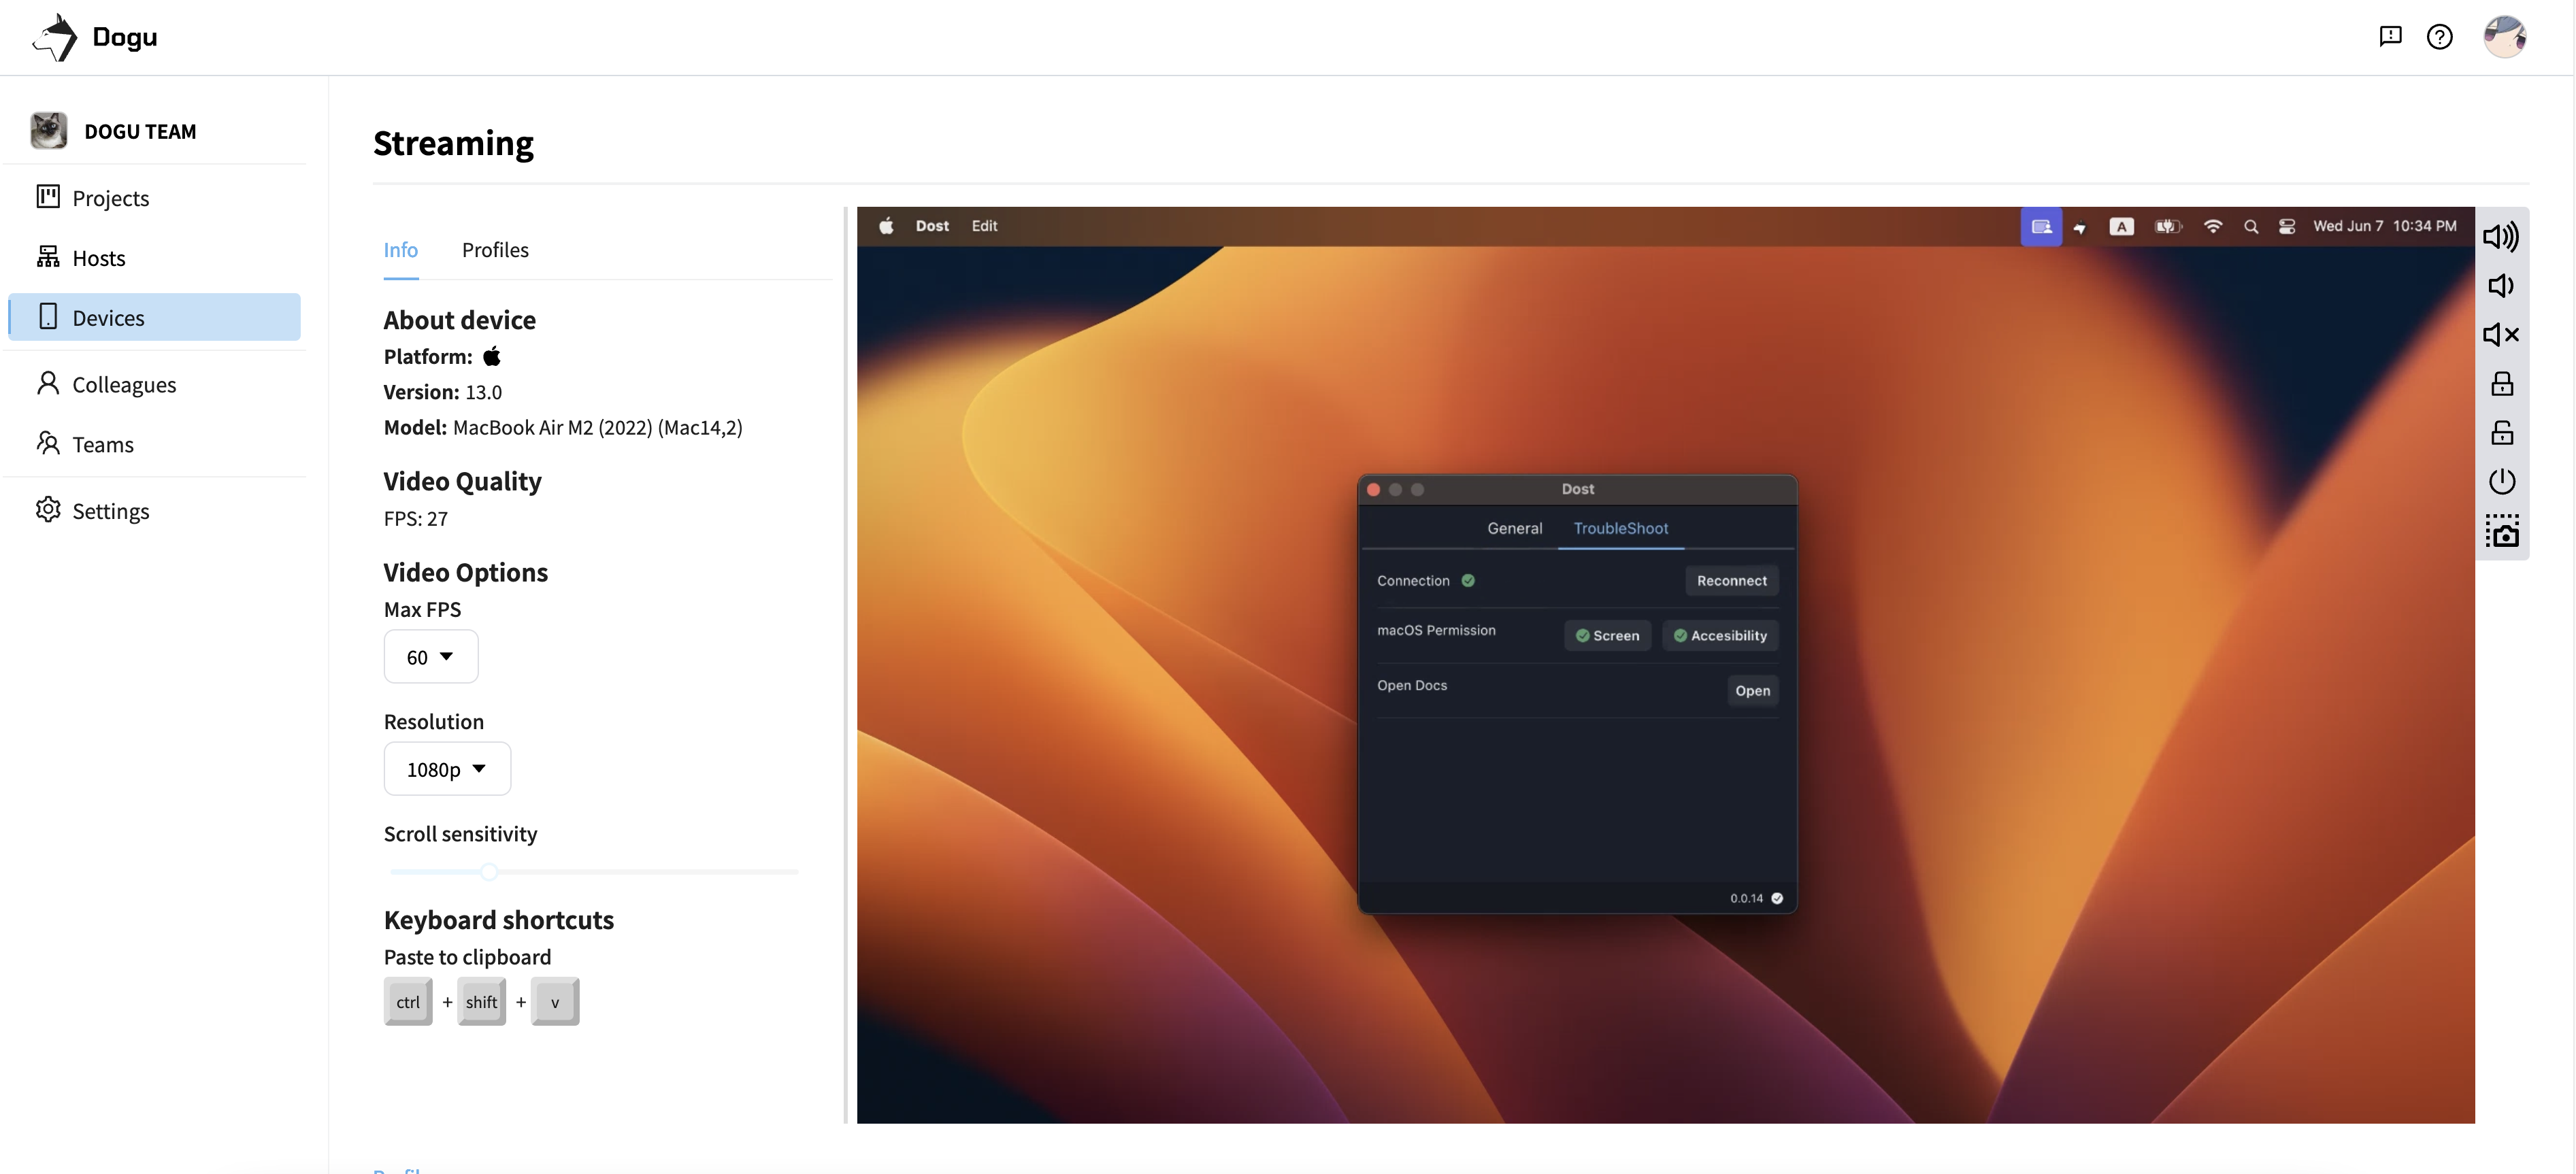 Dogu
DOGU TEAM
Projects
Hosts
Devices
Colleagues
Teams
Settings
Streaming
Info Profiles
About device
Platform:
Version: 13.0
Model: MacBook Air M2 (2022) (Mac14,2)
Video Quality
FPS: 27
Video Options
Max FPS
60
Resolution
1080p
Scroll sensitivity
Keyboard shortcuts
Paste to clipboard
ctrl + shift + v
Dost Edit A Wed Jun 7 10:34 PM
Dost
General TroubleShoot
Connection Reconnect
macOS Permission Screen Accesibility
Open Docs Open
0.0.14